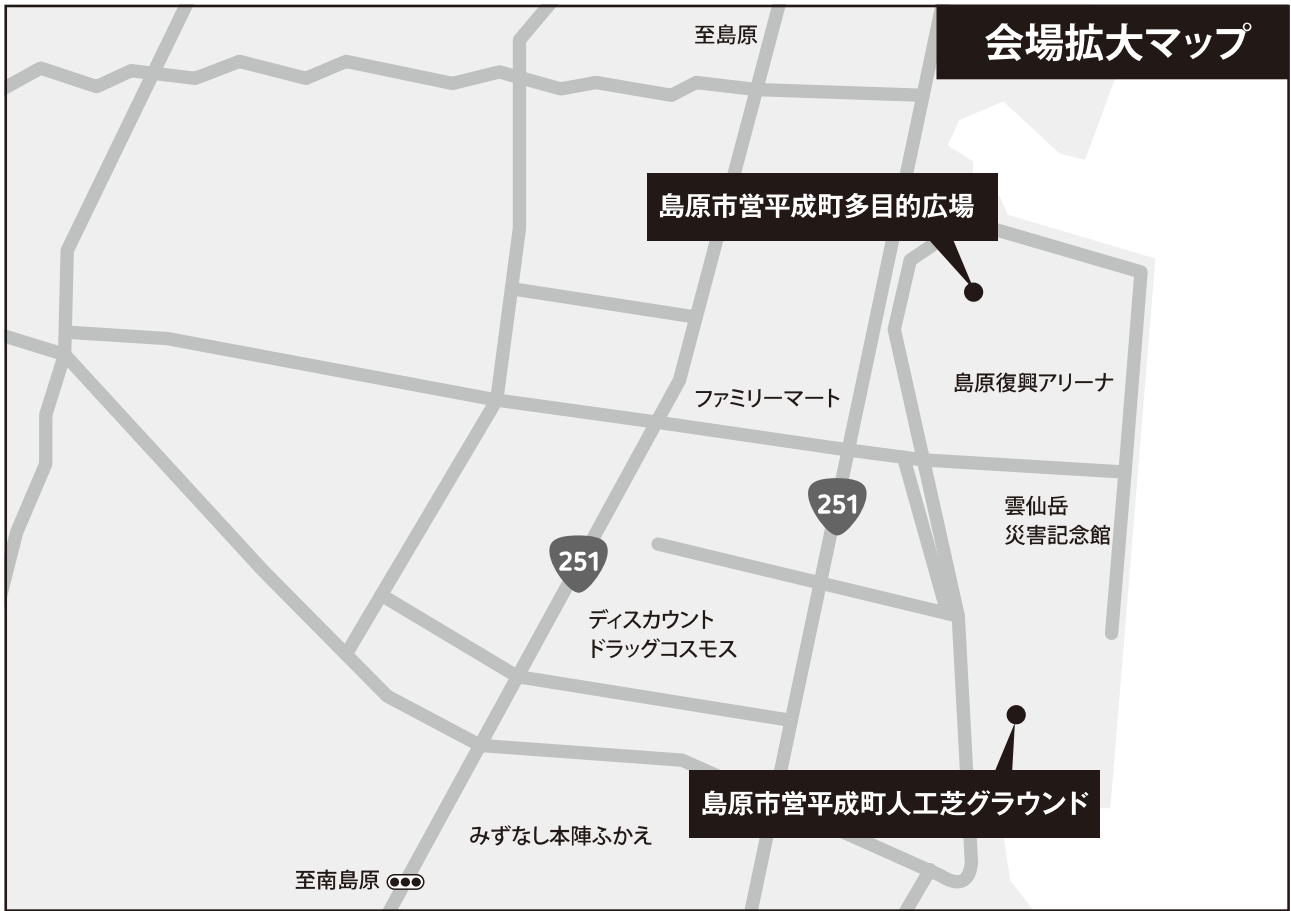 至島原
会場拡大マップ
島原市営平成町多目的広場
島原復興アリーナ
ファミリーマート
251
雲仙岳
災害記念館
251
ディスカウント
ドラッグコスモス
島原市営平成町人工芝グラウンド
みずなし本陣ふかえ
至南島原